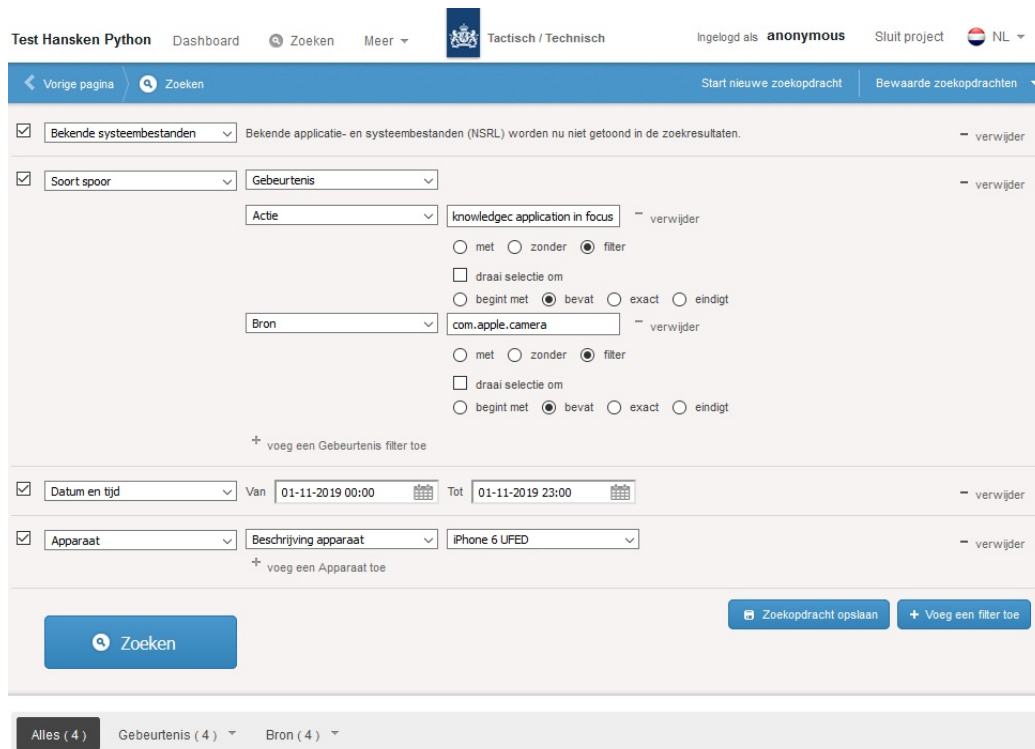 Test Hansken Python Dashboard Zoeken Meer Tactisch / Technisch Ingelogd als anonymous Sluit project NL
Vorige pagina Zoeken Start nieuwe zoekopdracht Bewaarde zoekopdrachten
Bekende systeembestanden Bekende applicatie- en systeembestanden (NSRL) worden nu niet getoond in de zoekresultaten. − verwijder
Soort spoor Gebeurtenis − verwijder
Actie knowledgec application in focus − verwijder
met zonder filter
draai selectie om
begint met bevat exact eindigt
Bron com.apple.camera − verwijder
met zonder filter
draai selectie om
begint met bevat exact eindigt
+ voeg een Gebeurtenis filter toe
Datum en tijd Van 01-11-2019 00:00 Tot 01-11-2019 23:00 − verwijder
Apparaat Beschrijving apparaat iPhone 6 UFED − verwijder
+ voeg een Apparaat toe
Zoekopdracht opslaan + Voeg een filter toe
Zoeken
Alles ( 4 ) Gebeurtenis ( 4 ) Bron ( 4 )